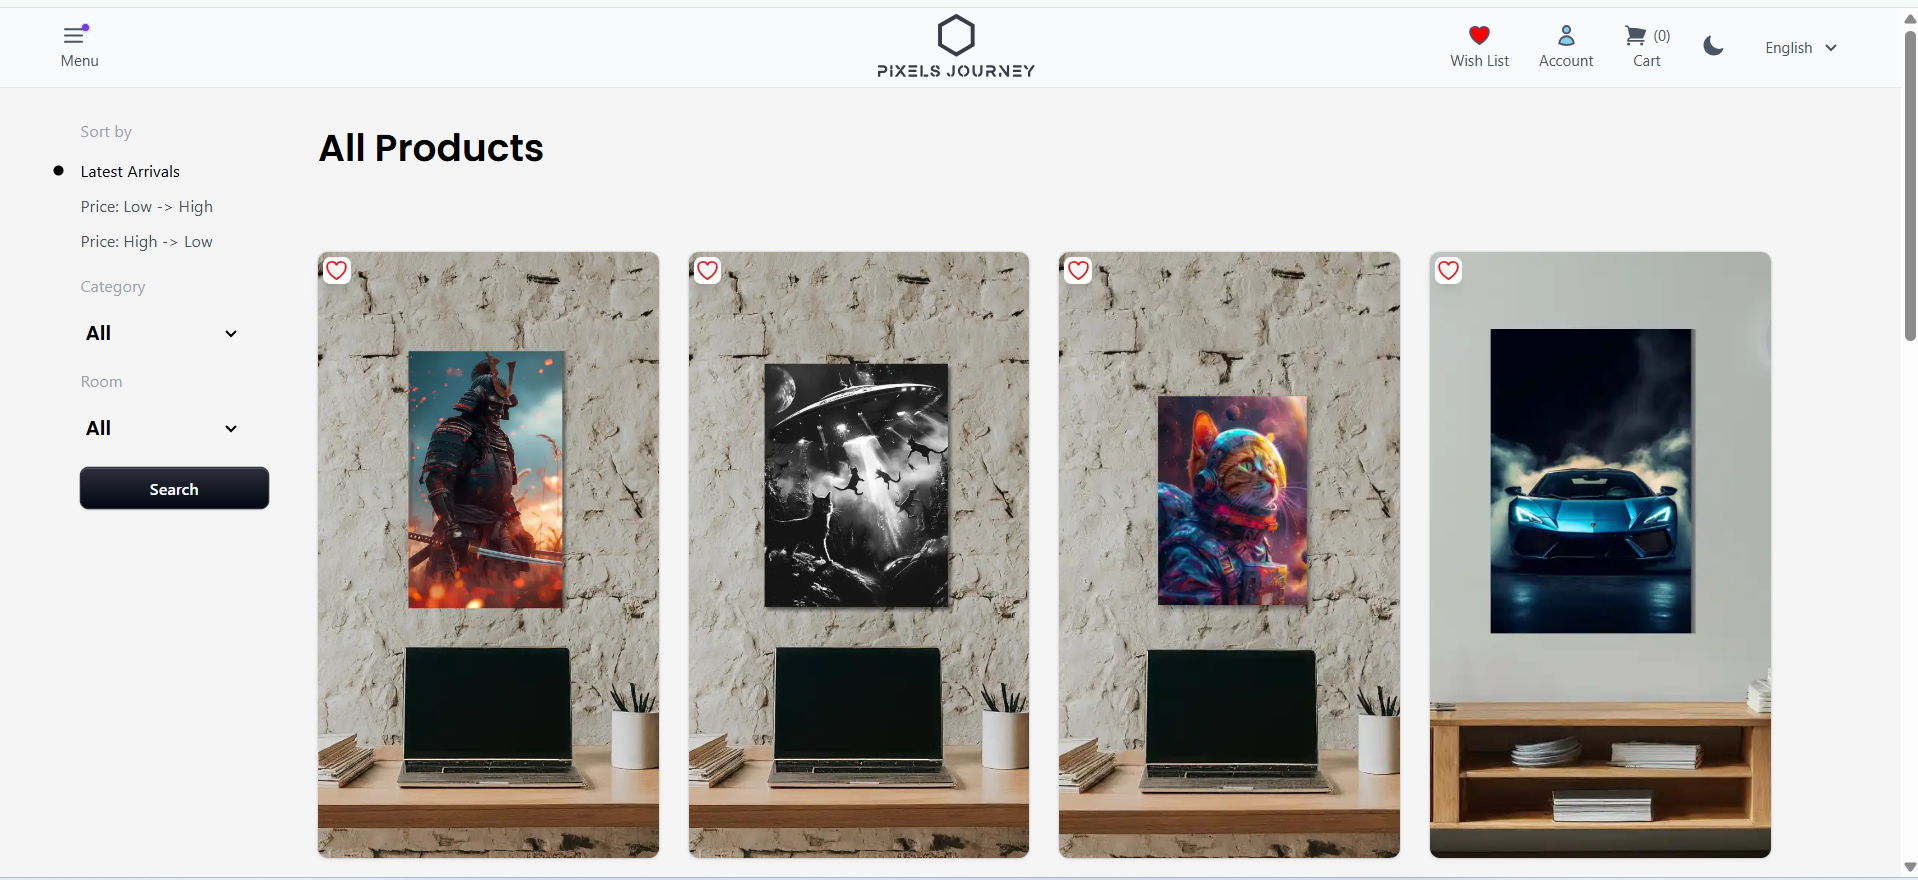 Menu
PiXELS JOURNEY
Wish List
Account
(0)
Cart
English
Sort by
Latest Arrivals
Price: Low -> High
Price: High -> Low
Category
All
Room
All
Search
All Products